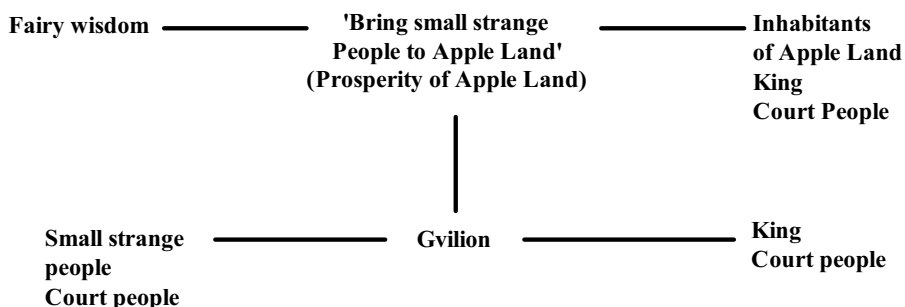 Fairy wisdom
'Bring small strange
People to Apple Land'
(Prosperity of Apple Land)
Inhabitants
of Apple Land
King
Court People
Small strange
people
Court people
Gvilion
King
Court people